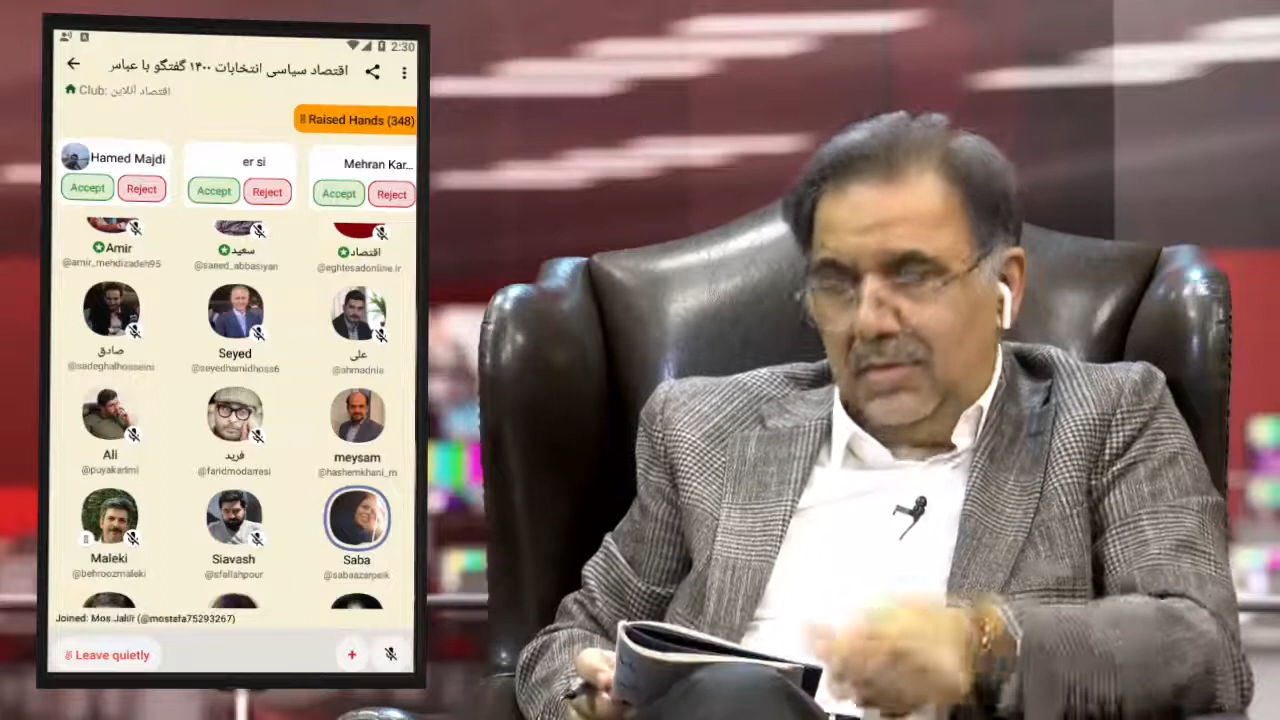 2:30
اقتصاد سیاسی انتخابات ۱۴۰۰ گفتگو با عباس
Club: اقتصاد آنلاین
Raised Hands (348)
Hamed Majdi
er si
Mehran Kar...
Accept Reject
Accept Reject
Accept Reject
Amir
سعید
اقتصاد
@amir_mehdizadeh95
@saeed_abbasiyan
@eghtesadonline.ir
صادق
Seyed
علی
@sadeghalhosseini
@seyedhamidhoss6
@ahmadnia
Ali
فرید
meysam
@puyakarimi
@faridmodarresi
@hashemkhani_m
Maleki
Siavash
Saba
@behroozmaleki
@sfallahpour
@sabaazarpeik
Joined: Mos Jalili (@mostafa75293267)
Leave quietly